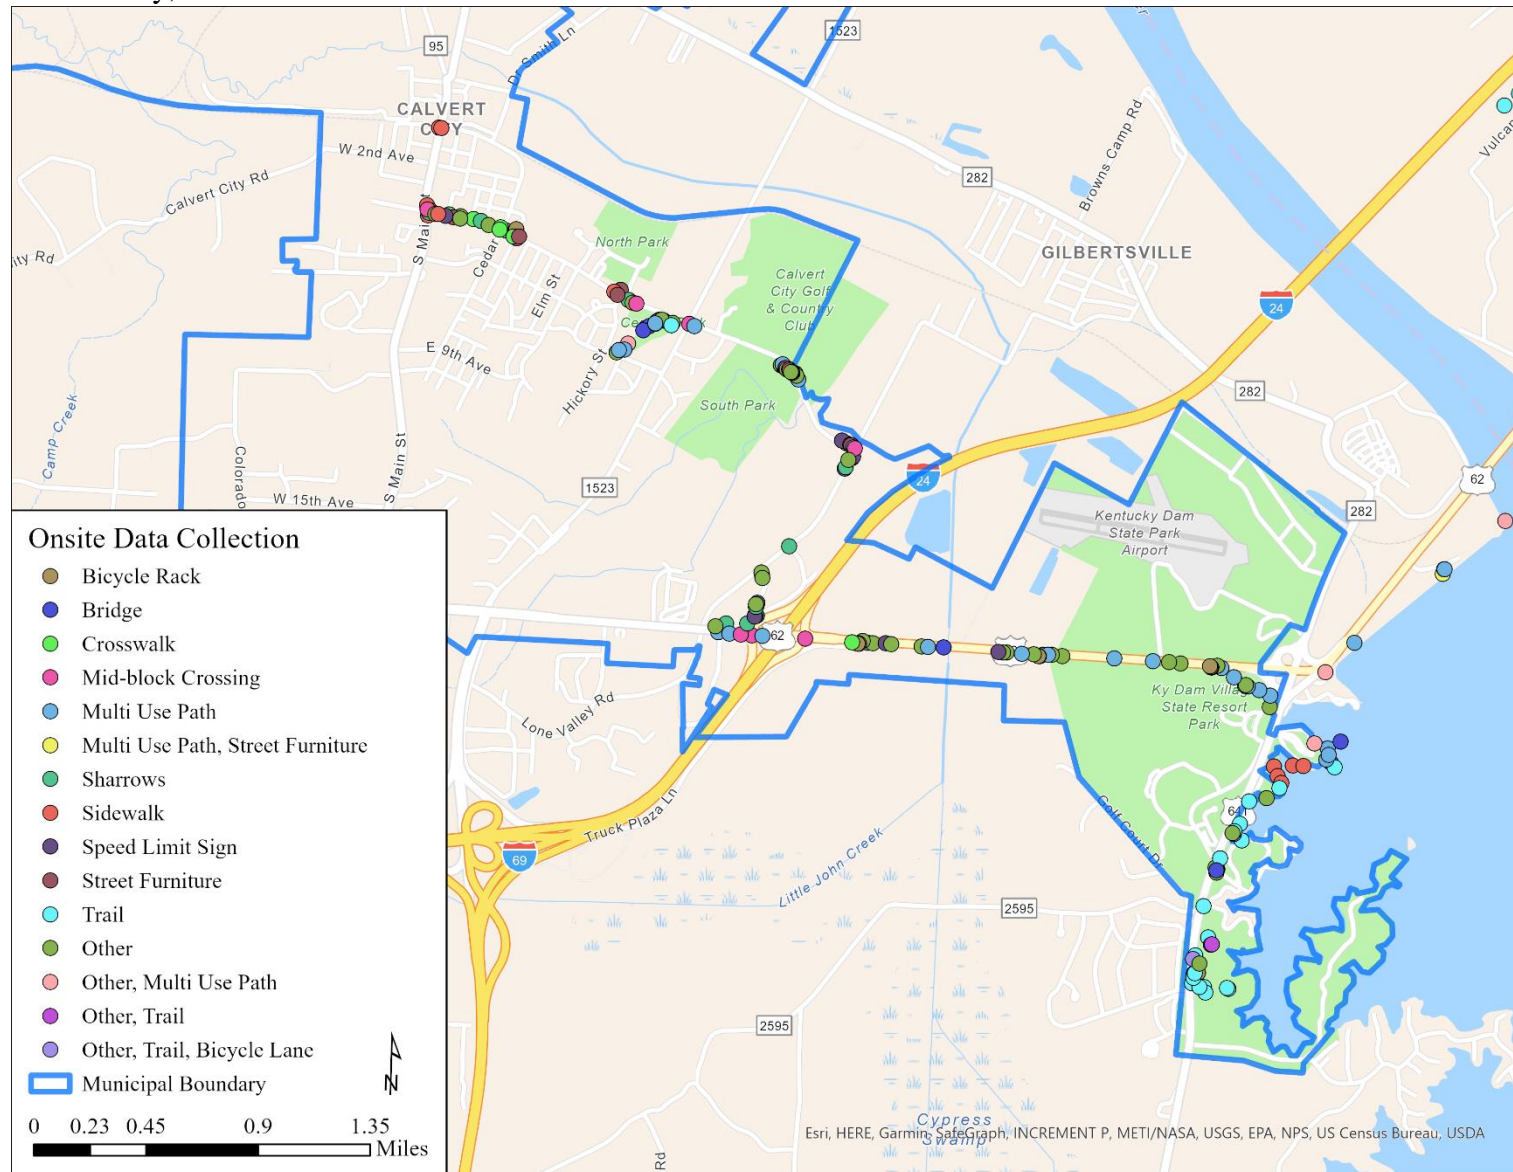 1523
95
Dr Smith Ln
CALVERT
CITY
W 2nd Ave
Calvert City Rd
282
Browns Camp Rd
Vulcan
S Main St
Cedar
North Park
GILBERTSVILLE
ity Rd
Elm St
Calvert
City Golf
& Country
Club
24
E 9th Ave
Hickory St
South Park
282
Camp Creek
Colorado
S Main St
W 15th Ave
1523
24
62
282
Kentucky Dam
State Park
Airport
62
Lone Valley Rd
Ky Dam Village
State Resort
Park
Truck Plaza Ln
Golf Court Dr
641
69
Little John Creek
2595
2595
Cypress
Swamp
Rd
Onsite Data Collection
Bicycle Rack
Bridge
Crosswalk
Mid-block Crossing
Multi Use Path
Multi Use Path, Street Furniture
Sharrows
Sidewalk
Speed Limit Sign
Street Furniture
Trail
Other
Other, Multi Use Path
Other, Trail
Other, Trail, Bicycle Lane
Municipal Boundary
N
0 0.23 0.45 0.9 1.35
Miles
Esri, HERE, Garmin, SafeGraph, INCREMENT P, METI/NASA, USGS, EPA, NPS, US Census Bureau, USDA